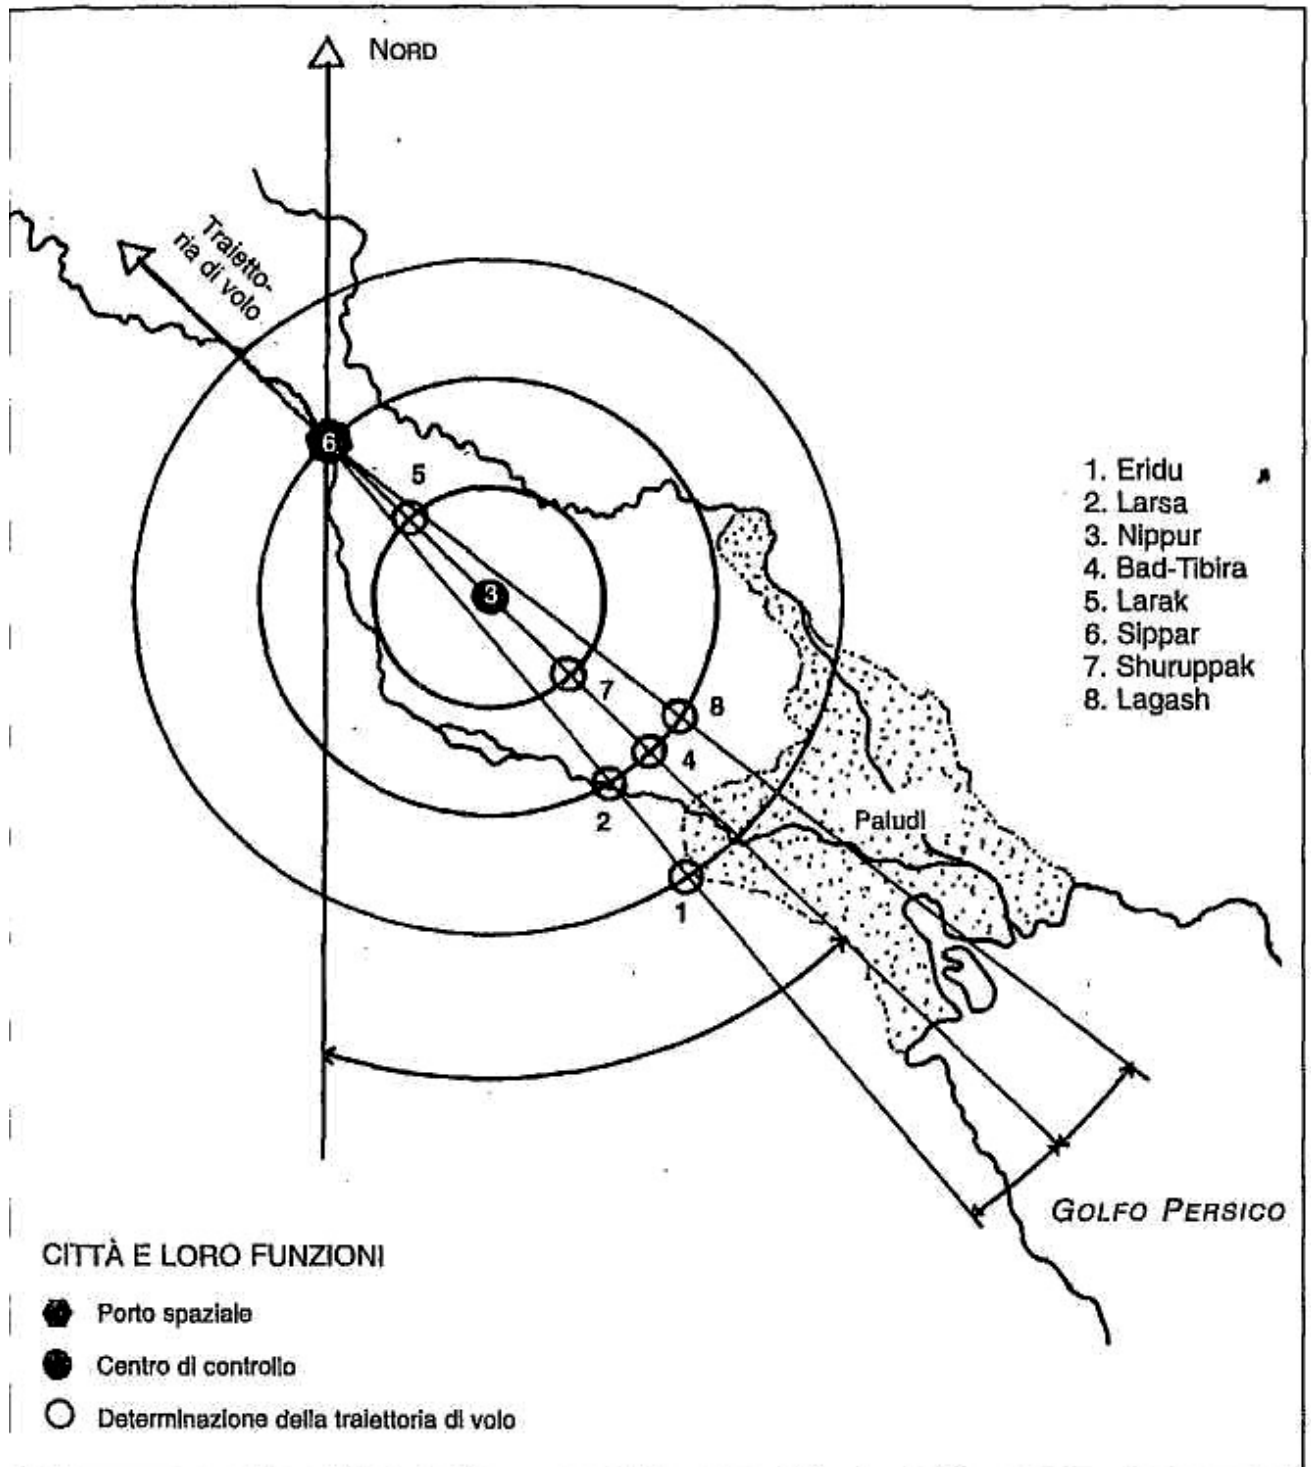 NORD
Traietto-
ria di volo
6
5
3
7
8
4
2
1
1. Eridu
2. Larsa
3. Nippur
4. Bad-Tibira
5. Larak
6. Sippar
7. Shuruppak
8. Lagash
Paludi
GOLFO PERSICO
CITTÀ E LORO FUNZIONI
Porto spaziale
Centro di controllo
Determinazione della traiettoria di volo